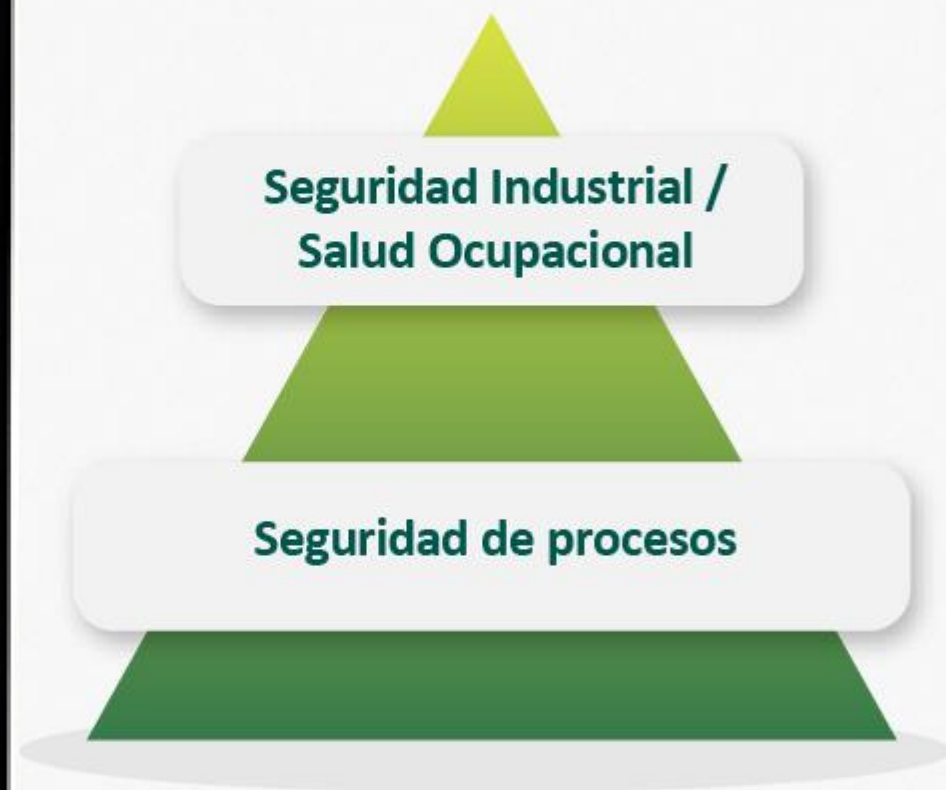 Seguridad Industrial /
Salud Ocupacional
Seguridad de procesos